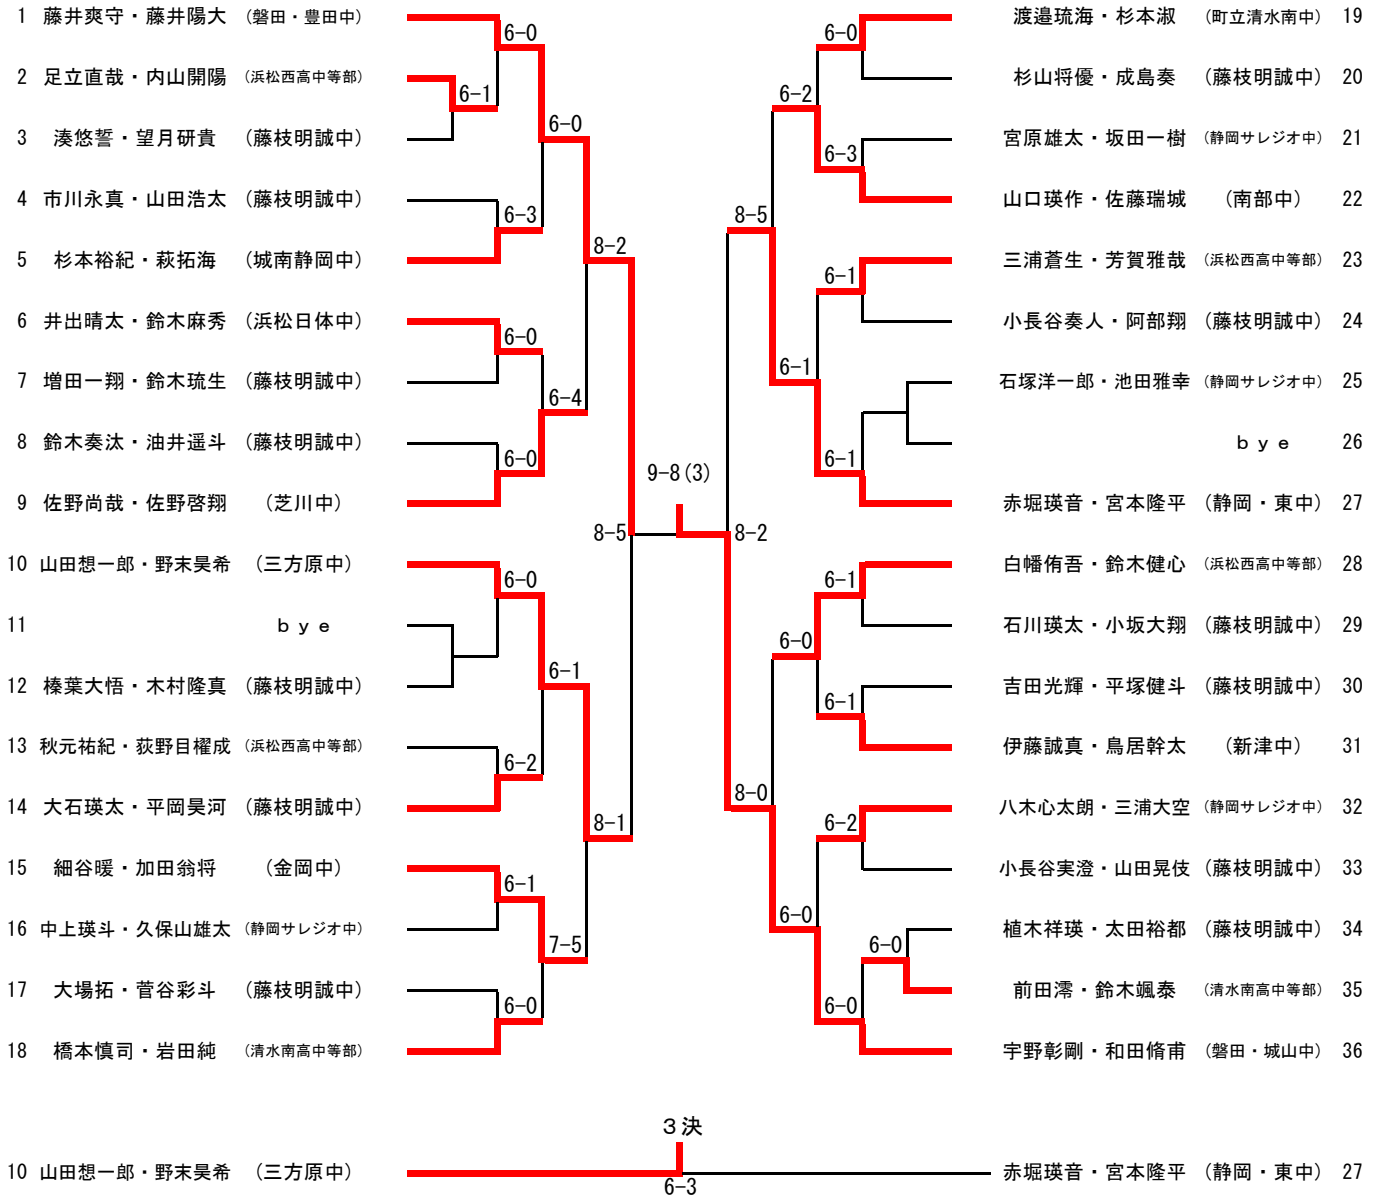 1 藤井爽守・藤井陽大 (磐田・豊田中)
2 足立直哉・内山開陽 (浜松西高中等部)
3 湊悠誓・望月研貴 (藤枝明誠中)
4 市川永真・山田浩太 (藤枝明誠中)
5 杉本裕紀・萩拓海 (城南静岡中)
6 井出晴太・鈴木麻秀 (浜松日体中)
7 増田一翔・鈴木琉生 (藤枝明誠中)
8 鈴木奏汰・油井遥斗 (藤枝明誠中)
9 佐野尚哉・佐野啓翔 (芝川中)
10 山田想一郎・野末昊希 (三方原中)
11 ｂｙｅ
12 榛葉大悟・木村隆真 (藤枝明誠中)
13 秋元祐紀・荻野目櫂成 (浜松西高中等部)
14 大石瑛太・平岡昊河 (藤枝明誠中)
15 細谷暖・加田翁将 (金岡中)
16 中上瑛斗・久保山雄太 (静岡サレジオ中)
17 大場拓・菅谷彩斗 (藤枝明誠中)
18 橋本慎司・岩田純 (清水南高中等部)
6-0
6-1
6-0
6-3
8-2
6-0
6-4
6-0
8-5
6-0
6-1
6-2
8-1
6-1
7-5
6-0
9-8(3)
6-0
6-2
6-3
8-5
6-1
6-1
6-1
8-2
6-1
6-0
6-1
8-0
6-2
6-0
6-0
6-0
渡邉琉海・杉本淑 (町立清水南中) 19
杉山将優・成島奏 (藤枝明誠中) 20
宮原雄太・坂田一樹 (静岡サレジオ中) 21
山口瑛作・佐藤瑞城 (南部中) 22
三浦蒼生・芳賀雅哉 (浜松西高中等部) 23
小長谷奏人・阿部翔 (藤枝明誠中) 24
石塚洋一郎・池田雅幸 (静岡サレジオ中) 25
ｂｙｅ 26
赤堀瑛音・宮本隆平 (静岡・東中) 27
白幡侑吾・鈴木健心 (浜松西高中等部) 28
石川瑛太・小坂大翔 (藤枝明誠中) 29
吉田光輝・平塚健斗 (藤枝明誠中) 30
伊藤誠真・鳥居幹太 (新津中) 31
八木心太朗・三浦大空 (静岡サレジオ中) 32
小長谷実澄・山田晃伎 (藤枝明誠中) 33
植木祥瑛・太田裕都 (藤枝明誠中) 34
前田澪・鈴木颯泰 (清水南高中等部) 35
宇野彰剛・和田脩甫 (磐田・城山中) 36
３決
10 山田想一郎・野末昊希 (三方原中)
6-3
赤堀瑛音・宮本隆平 (静岡・東中) 27